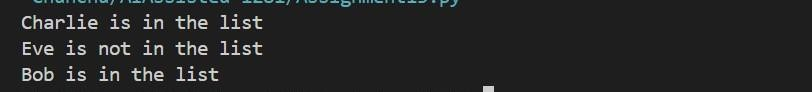 Charlie is in the list
Eve is not in the list
Bob is in the list